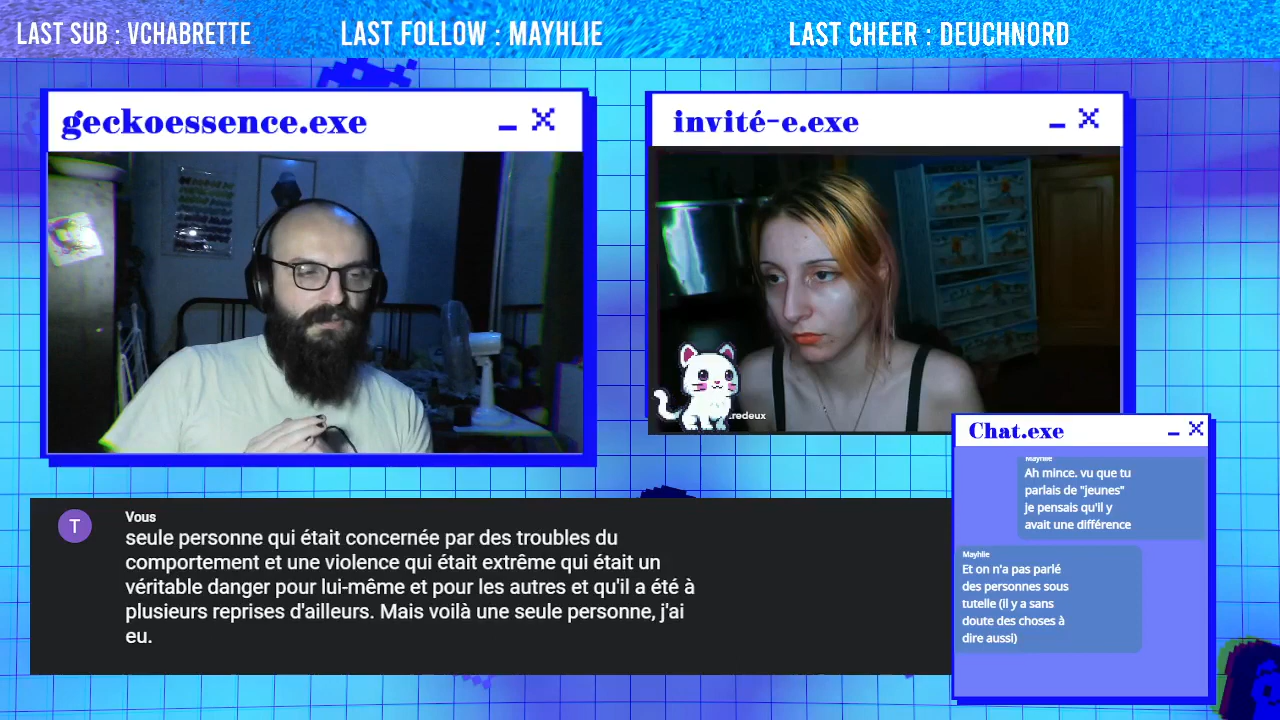 LAST SUB : VCHABRETTE
LAST FOLLOW : MAYHLIE
LAST CHEER : DEUCHNORD
geckoessence.exe
invité-e.exe
.redeux
T
Vous
seule personne qui était concernée par des troubles du
comportement et une violence qui était extrême qui était un
véritable danger pour lui-même et pour les autres et qu'il a été à
plusieurs reprises d'ailleurs. Mais voilà une seule personne, j'ai
eu.
Chat.exe
Mayhlie
Ah mince. vu que tu
parlais de "jeunes"
je pensais qu'il y
avait une différence
Mayhlie
Et on n'a pas parlé
des personnes sous
tutelle (il y a sans
doute des choses à
dire aussi)